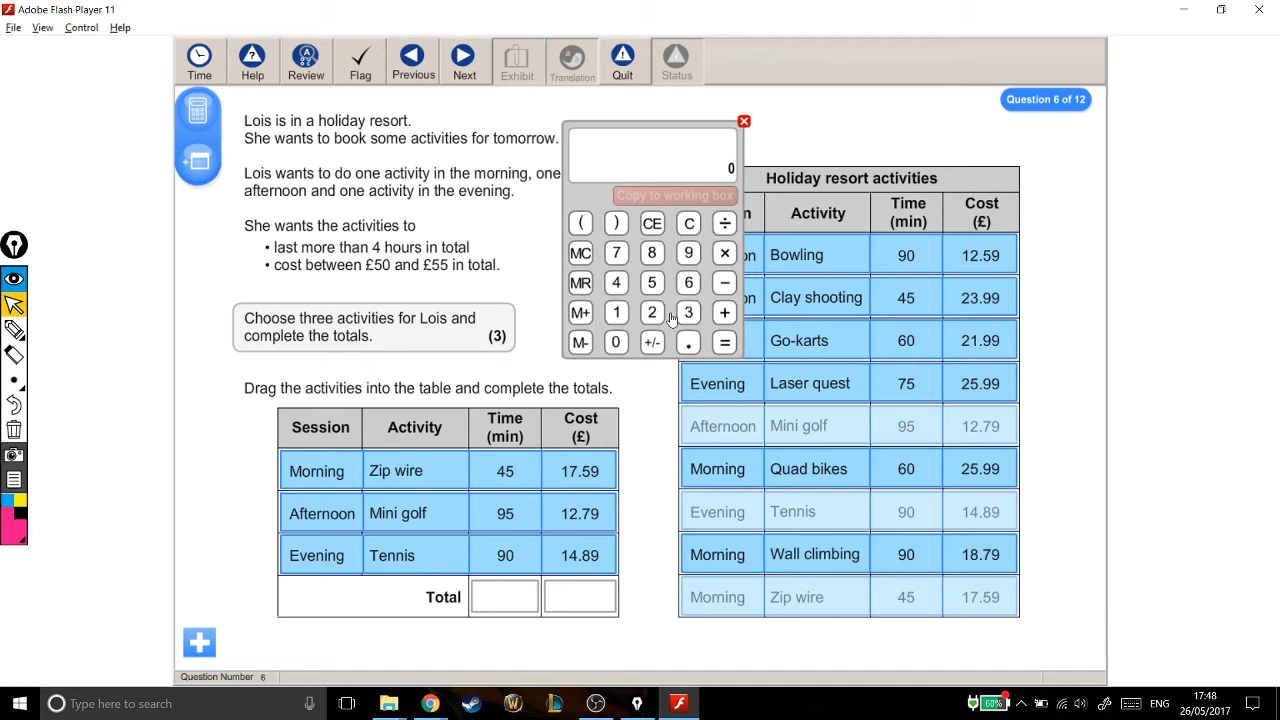 Adobe Flash Player 11
File View Control Help
Time Help Review Flag Previous Next Exhibit Translation Quit Status
Question 6 of 12
Lois is in a holiday resort.
She wants to book some activities for tomorrow.
Lois wants to do one activity in the morning, one
afternoon and one activity in the evening.
She wants the activities to
• last more than 4 hours in total
• cost between £50 and £55 in total.
Choose three activities for Lois and
complete the totals. (3)
Drag the activities into the table and complete the totals.
Session Activity Time (min) Cost (£)
Morning Zip wire 45 17.59
Afternoon Mini golf 95 12.79
Evening Tennis 90 14.89
Total
0
Copy to working box
( ) CE C ÷
MC 7 8 9 ×
MR 4 5 6 −
M+ 1 2 3 +
M- 0 +/- . =
Holiday resort activities
n Activity Time (min) Cost (£)
on Bowling 90 12.59
on Clay shooting 45 23.99
Go-karts 60 21.99
Evening Laser quest 75 25.99
Afternoon Mini golf 95 12.79
Morning Quad bikes 60 25.99
Evening Tennis 90 14.89
Morning Wall climbing 90 18.79
Morning Zip wire 45 17.59
Question Number 6
Type here to search
60%
ENG
17:48
26/05/2017